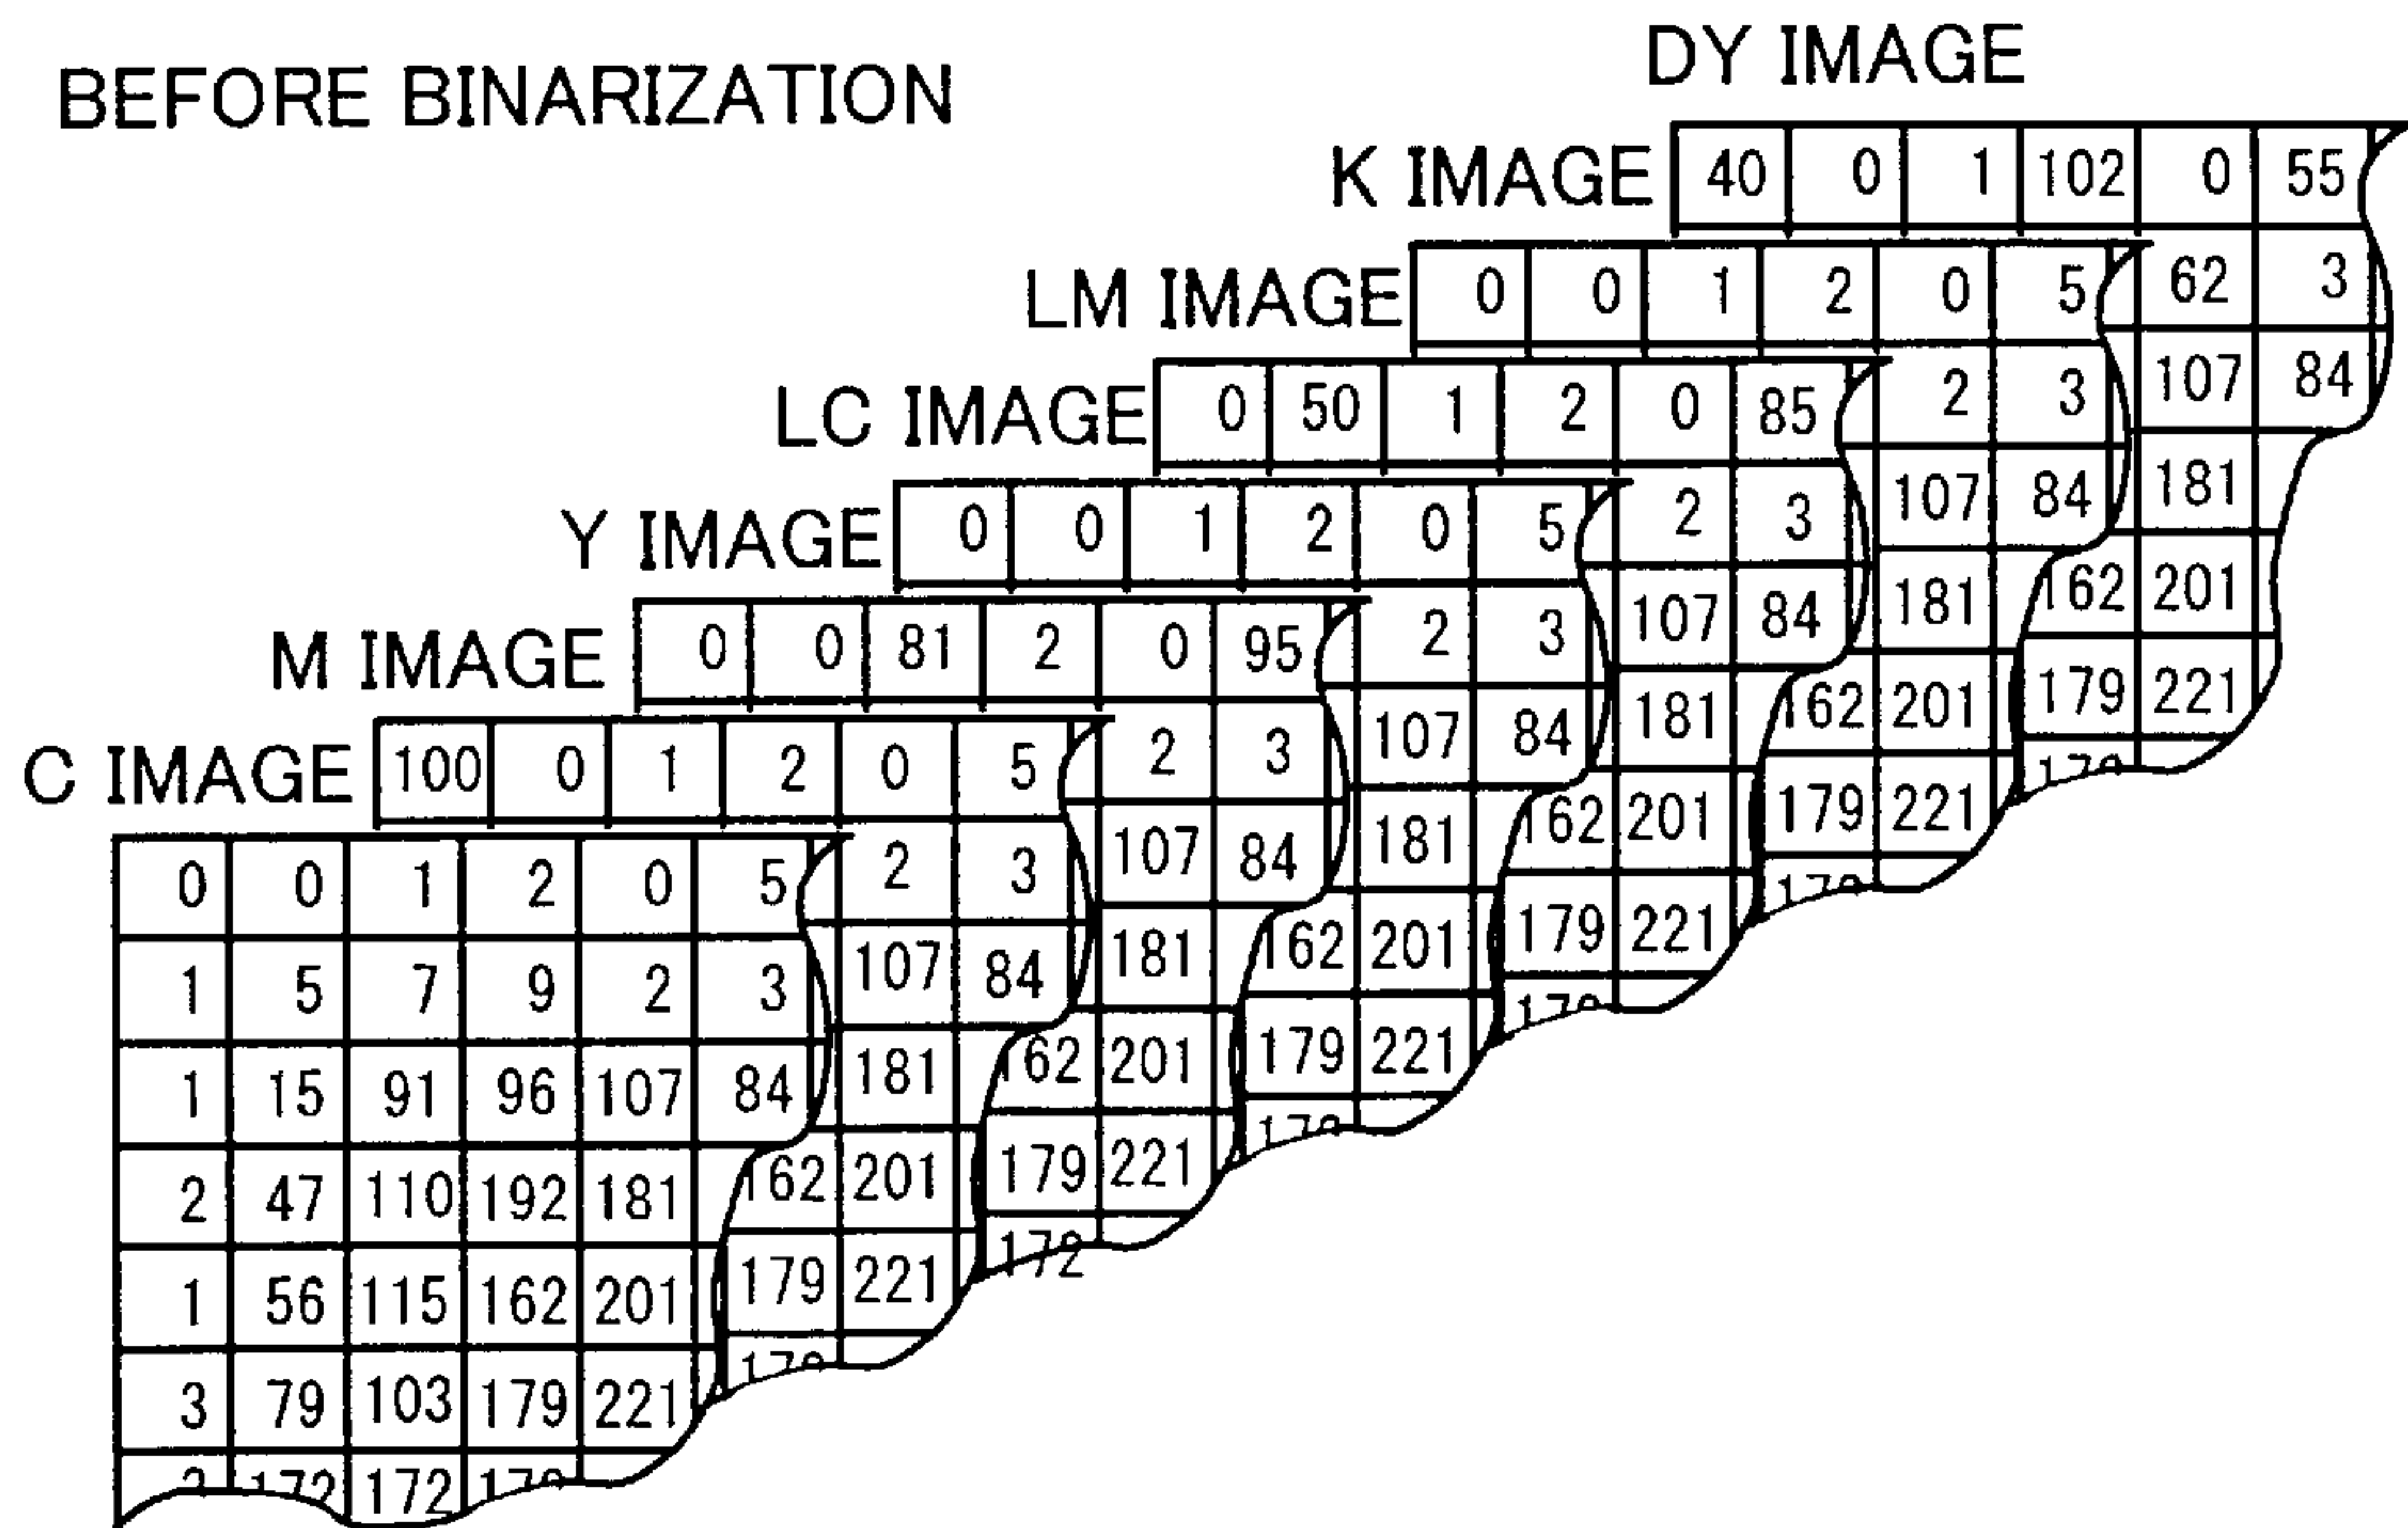 BEFORE BINARIZATION
DY IMAGE
K IMAGE 40 0 1 102 0 55
LM IMAGE 0 0 1 2 0 5 62 3
LC IMAGE 0 50 1 2 0 85 2 3 107 84
Y IMAGE 0 0 1 2 0 5 2 3 107 84 181
M IMAGE 0 0 81 2 0 95 2 3 107 84 181 162 201
C IMAGE 100 0 1 2 0 5 2 3 107 84 181 162 201 179 221
0 0 1 2 0 5 2 3 107 84 181 162 201 179 221
1 5 7 9 2 3 107 84 181 162 201 179 221
1 15 91 96 107 84 181 162 201 179 221
2 47 110 192 181 162 201 179 221
1 56 115 162 201 179 221 172
3 79 103 179 221
172 172